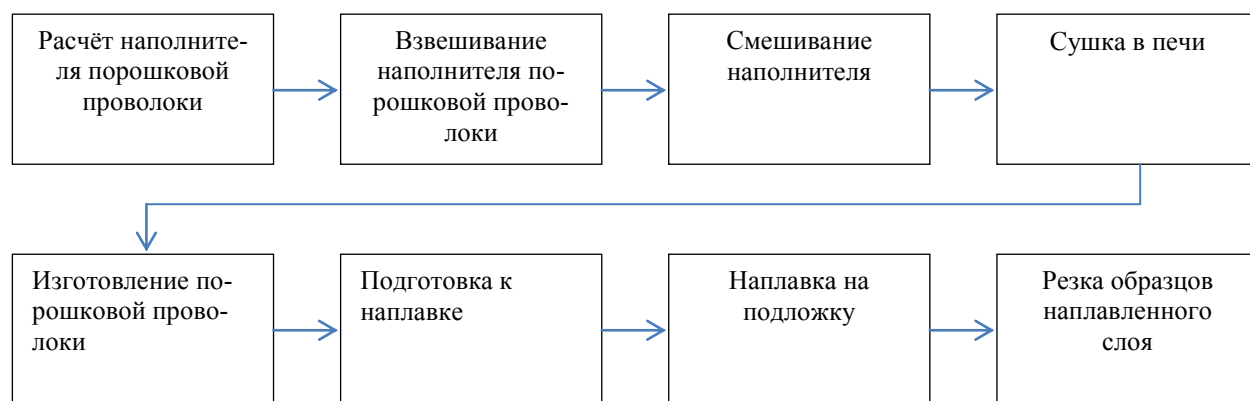 Расчёт наполните-
ля порошковой
проволоки
Взвешивание
наполнителя по-
рошковой прово-
локи
Смешивание
наполнителя
Сушка в печи
Изготовление по-
рошковой прово-
локи
Подготовка к
наплавке
Наплавка на
подложку
Резка образцов
наплавленного
слоя